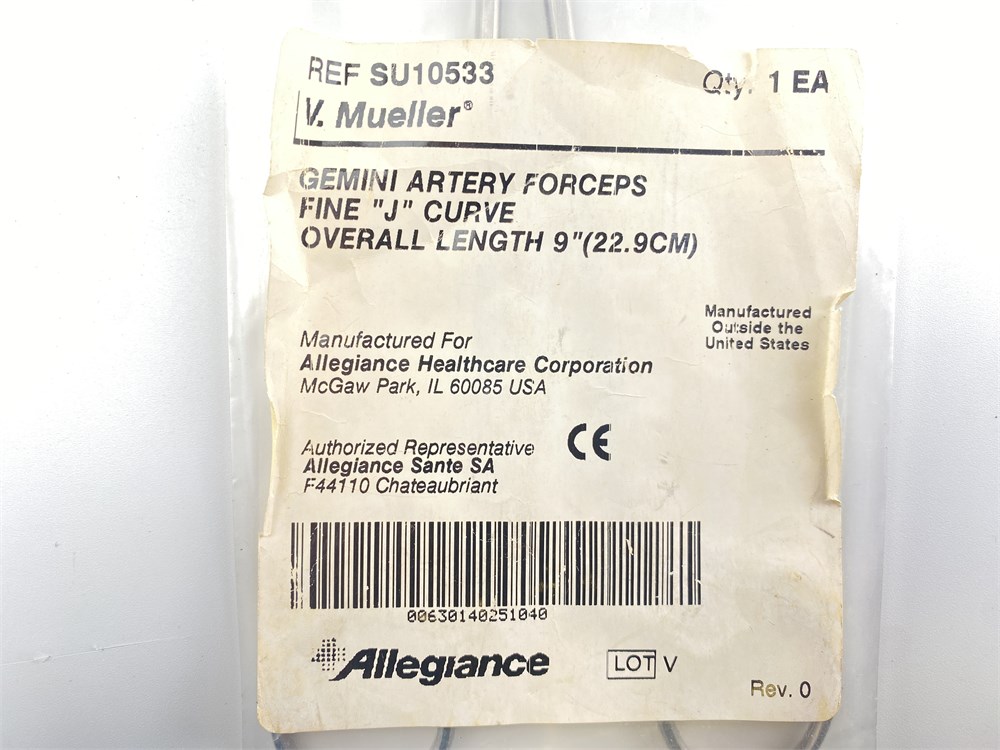 REF SU10533
Qty. 1 EA
V. Mueller®
GEMINI ARTERY FORCEPS
FINE "J" CURVE
OVERALL LENGTH 9"(22.9CM)
Manufactured
Outside the
United States
Manufactured For
Allegiance Healthcare Corporation
McGaw Park, IL 60085 USA
CE
Authorized Representative
Allegiance Sante SA
F44110 Chateaubriant
00630140251040
Allegiance
LOT V
Rev. 0